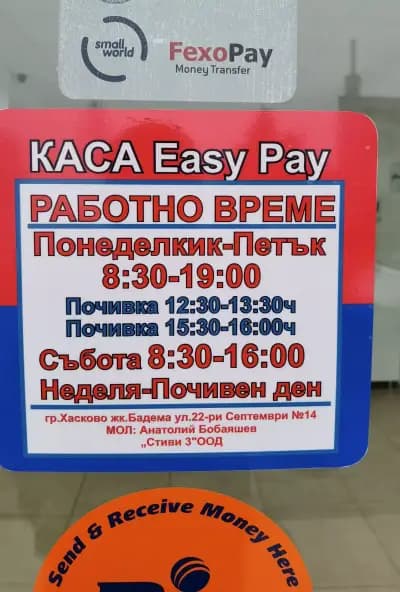 small
world
FexoPay
Money Transfer
КАСА Easy Pay
РАБОТНО ВРЕМЕ
Понеделкик-Петък
8:30-19:00
Почивка 12:30-13:30ч
Почивка 15:30-16:00ч
Събота 8:30-16:00
Неделя-Почивен ден
гр.Хасково жк.Бадема ул.22-ри Септември №14
МОЛ: Анатолий Бобаяшев
„Стиви 3"ООД
Send & Receive Money Here